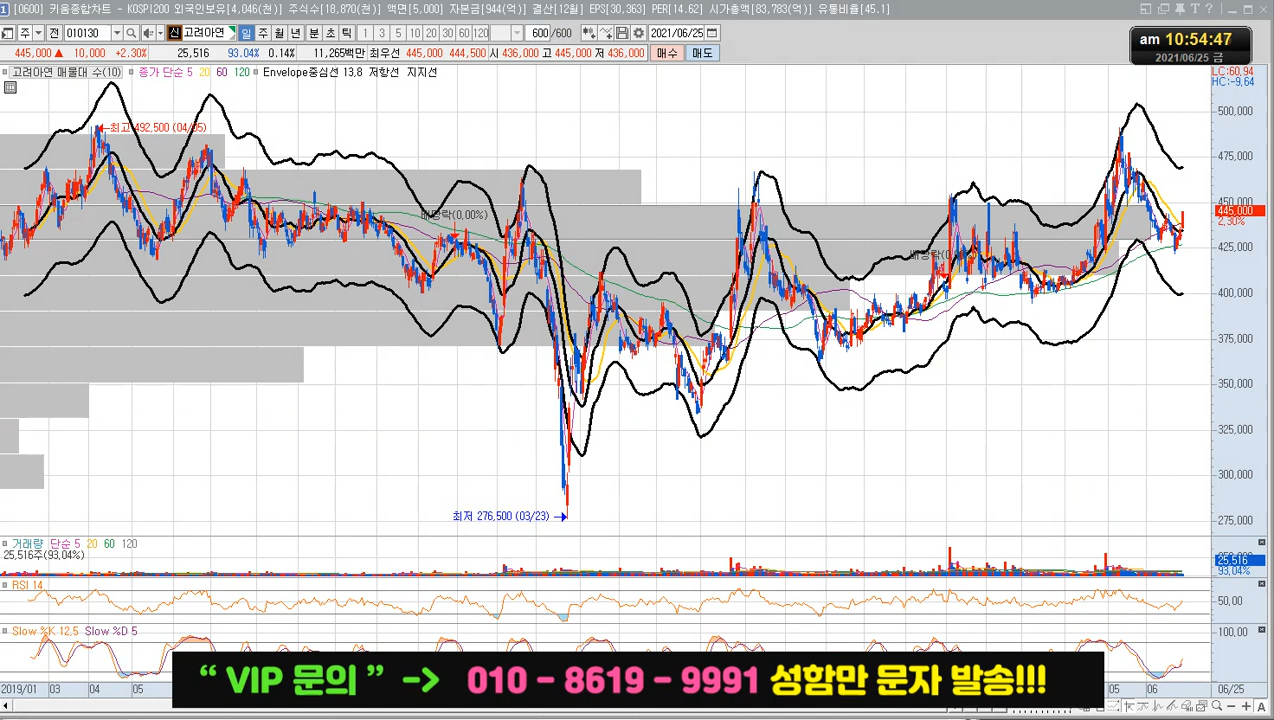 [0600] 키움종합차트 - KOSPI200 외국인보유[4,046(천)] 주식수[18,870(천)] 액면[5,000] 자본금[944(억)] 결산[12월] EPS[30,363] PER[14.62] 시가총액[83,783(억)] 유통비율[45.1]
주 전 010130 신 고려아연 일 주 월 년 분 초 틱 1 3 5 10 20 30 60 120 600/600 2021/06/25
445,000 ▲ 10,000 +2.30% 25,516 93.04% 0.14% 11,265백만 최우선 445,000 444,500 시 436,000 고 445,000 저 436,000 매수 매도
am 10:54:47
2021/06/25 금
고려아연 매물대 수(10) 종가 단순 5 20 60 120 Envelope중심선 13,8 저항선 지지선
LC:60,94
HC:-9,64
500,000
최고 492,500 (04/05)
475,000
450,000
445,000
2,30%
배당락(0,00%)
425,000
400,000
375,000
350,000
325,000
300,000
최저 276,500 (03/23)
275,000
거래량 단순 5 20 60 120
25,516주(93,04%)
25,516
93,04%
RSI 14
50,00
Slow %K 12,5 Slow %D 5
100,00
“ VIP 문의 ” -> 010 - 8619 - 9991 성함만 문자 발송!!!
2019/01 03 04 05 05 06 06/25